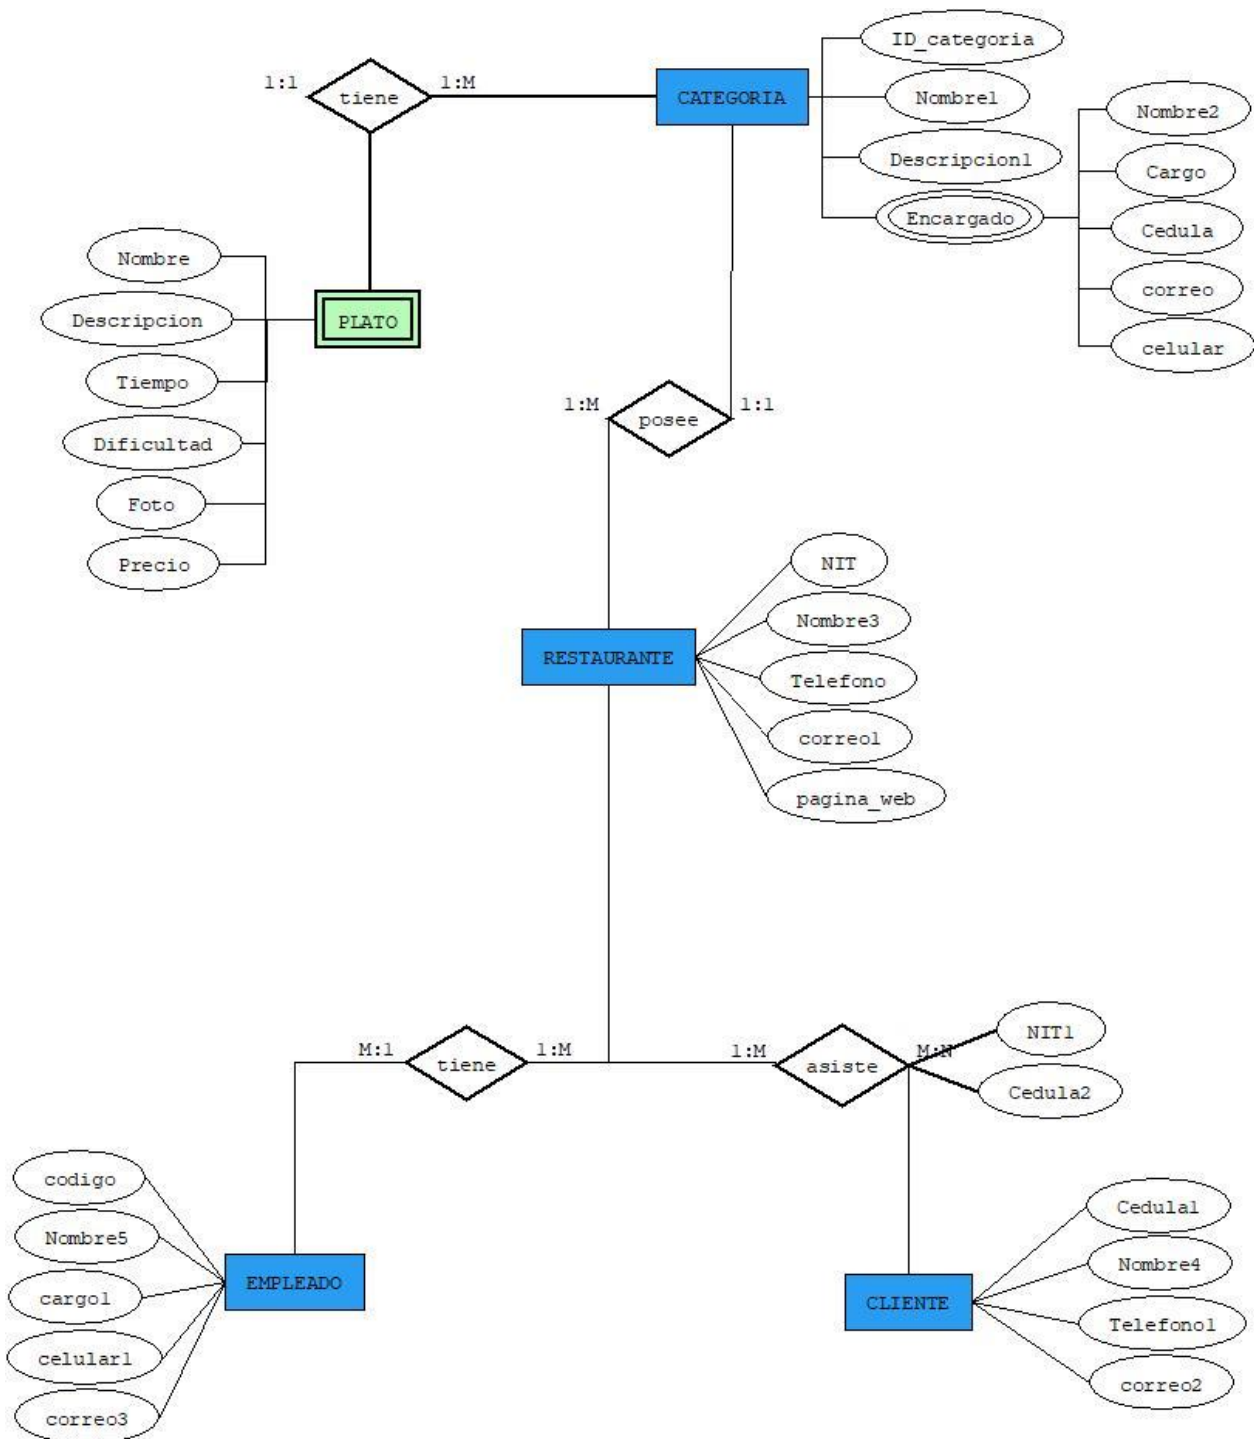 ID_categoria
1:1
tiene
1:M
CATEGORIA
Nombre1
Nombre2
Descripcion1
Cargo
Encargado
Cedula
correo
celular
Nombre
Descripcion
PLATO
Tiempo
Dificultad
Foto
Precio
1:M
posee
1:1
NIT
Nombre3
RESTAURANTE
Telefono
correo1
pagina_web
M:1
tiene
1:M
1:M
asiste
M:N
NIT1
Cedula2
codigo
Nombre5
EMPLEADO
cargo1
celular1
correo3
Cedula1
Nombre4
CLIENTE
Telefono1
correo2